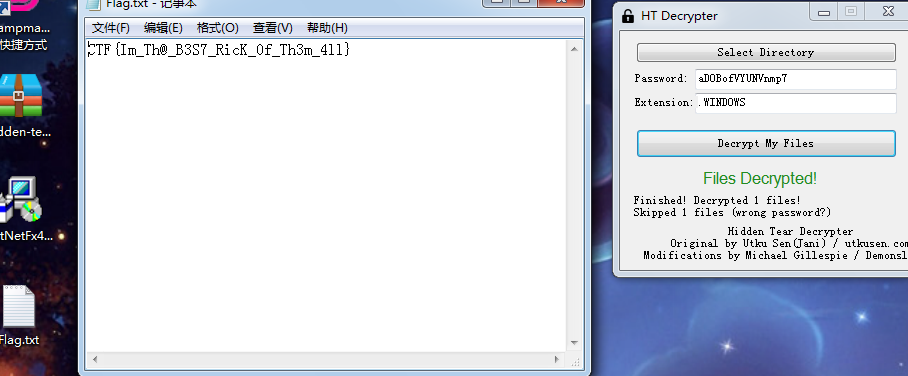 ampma...
快捷方式
dden-te...
tNetFx4...
Flag.txt
Flag.txt - 记事本
文件(F) 编辑(E) 格式(O) 查看(V) 帮助(H)
CTF{Im_Th@_B3S7_RicK_0f_Th3m_4ll}
HT Decrypter
Select Directory
Password: aDOBofVYUNVnmp7
Extension: .WINDOWS
Decrypt My Files
Files Decrypted!
Finished! Decrypted 1 files!
Skipped 1 files (wrong password?)
Hidden Tear Decrypter
Original by Utku Sen(Jani) / utkusen.com
Modifications by Michael Gillespie / Demonsl